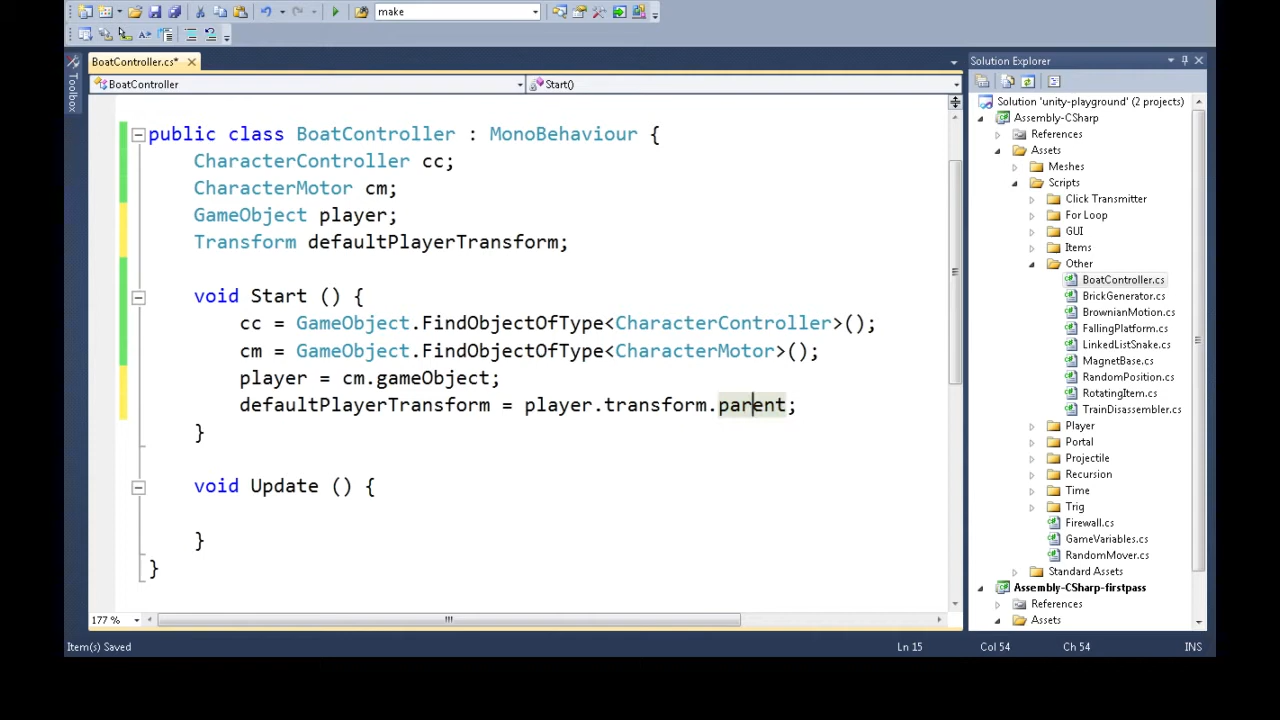 make
BoatController.cs*
Toolbox
BoatController
Start()
public class BoatController : MonoBehaviour {
CharacterController cc;
CharacterMotor cm;
GameObject player;
Transform defaultPlayerTransform;
void Start () {
cc = GameObject.FindObjectOfType<CharacterController>();
cm = GameObject.FindObjectOfType<CharacterMotor>();
player = cm.gameObject;
defaultPlayerTransform = player.transform.parent;
}
void Update () {
}
}
177 %
Solution Explorer
Solution 'unity-playground' (2 projects)
Assembly-CSharp
References
Assets
Meshes
Scripts
Click Transmitter
For Loop
GUI
Items
Other
BoatController.cs
BrickGenerator.cs
BrownianMotion.cs
FallingPlatform.cs
LinkedListSnake.cs
MagnetBase.cs
RandomPosition.cs
RotatingItem.cs
TrainDisassembler.cs
Player
Portal
Projectile
Recursion
Time
Trig
Firewall.cs
GameVariables.cs
RandomMover.cs
Standard Assets
Assembly-CSharp-firstpass
References
Assets
Item(s) Saved
Ln 15
Col 54
Ch 54
INS